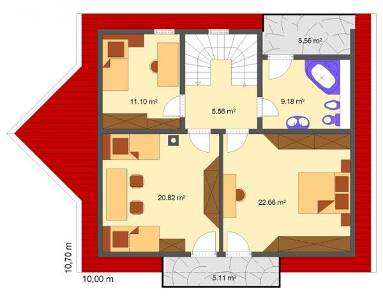 3.56 m²
11.10 m²
5.56 m²
9.18 m²
20.82 m²
22.66 m²
10,70 m
10,00 m
5.11 m²